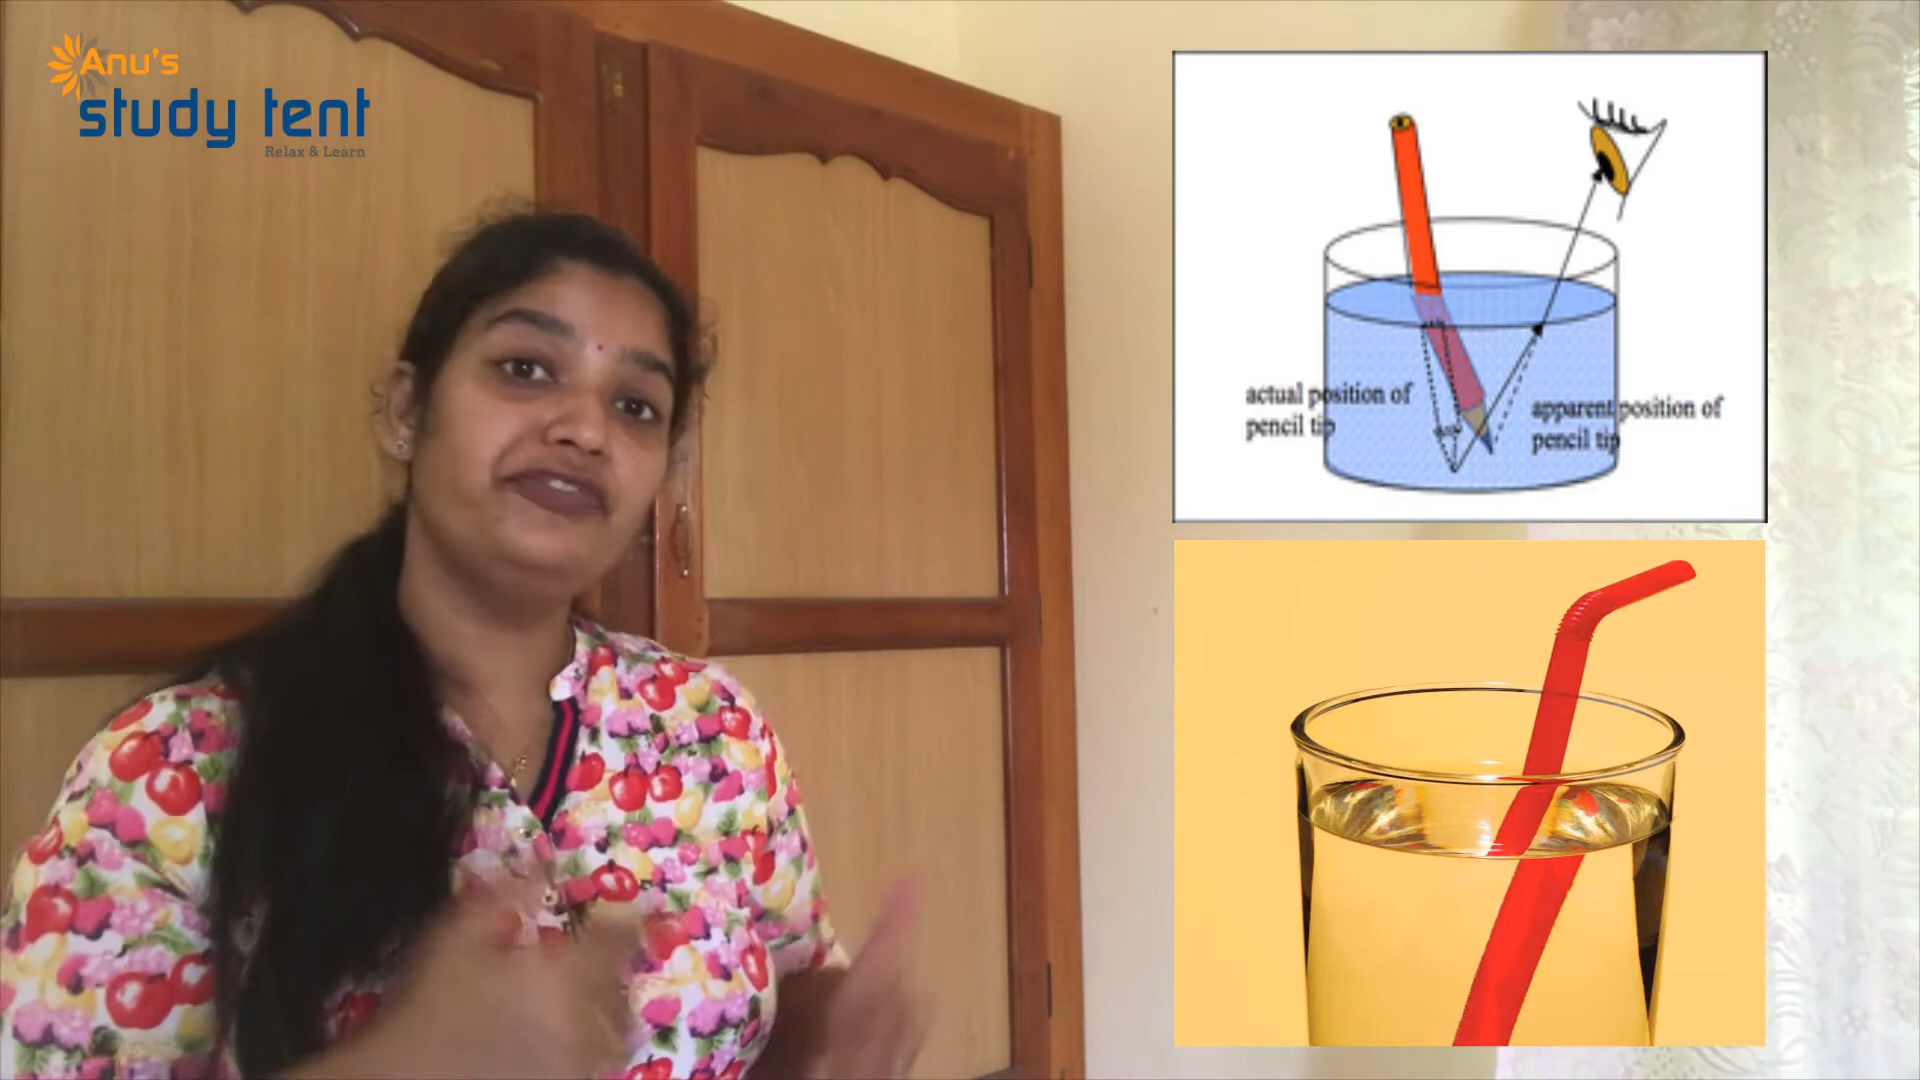 Anu's
study tent
Relax & Learn
actual position of
pencil tip
apparent position of
pencil tip